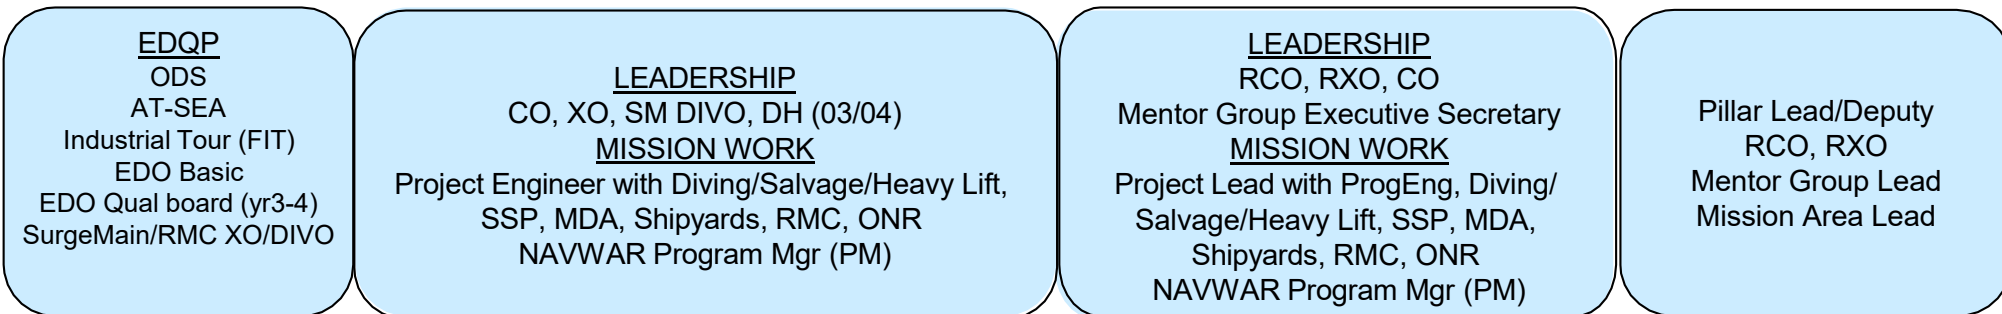 EDQP
ODS
AT-SEA
Industrial Tour (FIT)
EDO Basic
EDO Qual board (yr3-4)
SurgeMain/RMC XO/DIVO
LEADERSHIP
CO, XO, SM DIVO, DH (03/04)
MISSION WORK
Project Engineer with Diving/Salvage/Heavy Lift,
SSP, MDA, Shipyards, RMC, ONR
NAVWAR Program Mgr (PM)
LEADERSHIP
RCO, RXO, CO
Mentor Group Executive Secretary
MISSION WORK
Project Lead with ProgEng, Diving/
Salvage/Heavy Lift, SSP, MDA,
Shipyards, RMC, ONR
NAVWAR Program Mgr (PM)
Pillar Lead/Deputy
RCO, RXO
Mentor Group Lead
Mission Area Lead